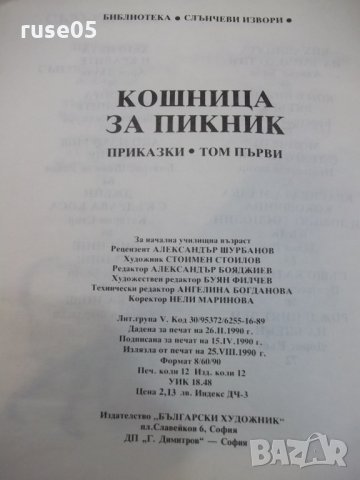 ruse05
БИБЛИОТЕКА • СЛЪНЧЕВИ ИЗВОРИ •
КОШНИЦА
ЗА ПИКНИК
ПРИКАЗКИ • ТОМ ПЪРВИ
За начална училищна възраст
Рецензент АЛЕКСАНДЪР ШУРБАНОВ
Художник СТОИМЕН СТОИЛОВ
Редактор АЛЕКСАНДЪР БОЯДЖИЕВ
Художествен редактор БУЯН ФИЛЧЕВ
Технически редактор АНГЕЛИНА БОГДАНОВА
Коректор НЕЛИ МАРИНОВА
Лит.група V. Код 30/95372/6255-16-89
Дадена за печат на 26.II.1990 г.
Подписана за печат на 15.IV.1990 г.
Излязла от печат на 25.VIII.1990 г.
Формат 8/60/90
Печ. коли 12 Изд. коли 12
УИК 18.48
Цена 2,13 лв. Индекс ДЧ-3
Издателство „БЪЛГАРСКИ ХУДОЖНИК“
пл.Славейков 6, София
ДП „Г. Димитров“ — София
BAZAR
.bg